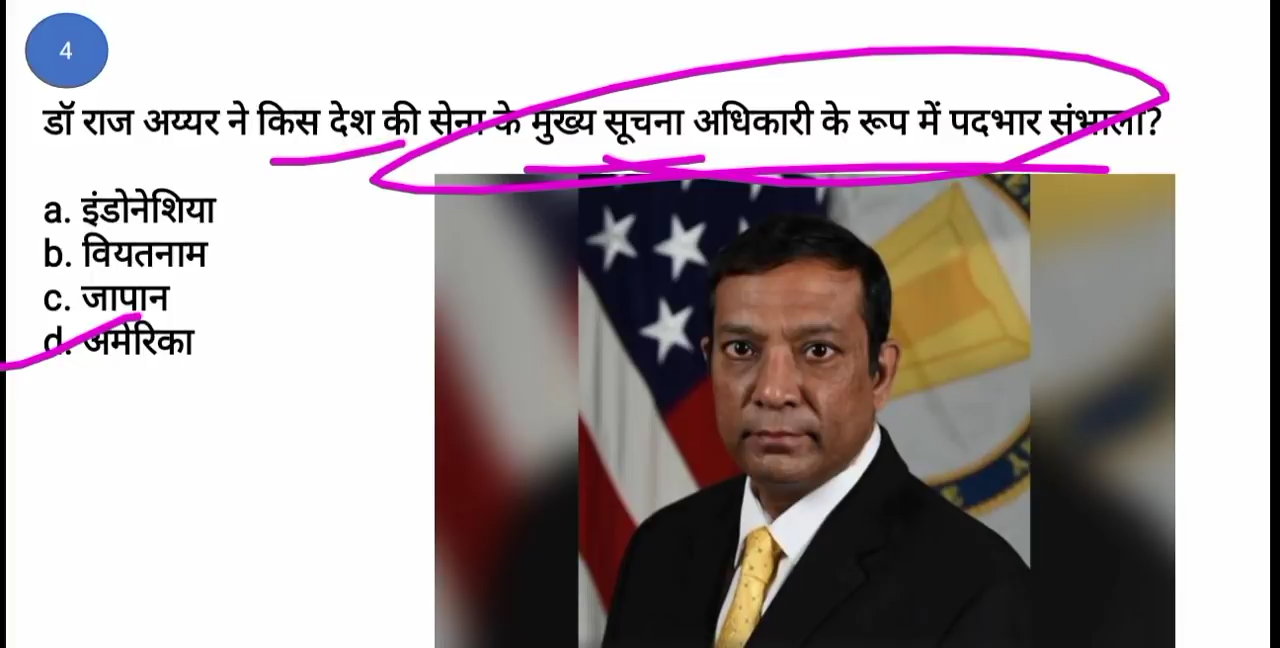 4
डॉ राज अय्यर ने किस देश की सेना के मुख्य सूचना अधिकारी के रूप में पदभार संभाला?
a. इंडोनेशिया
b. वियतनाम
c. जापान
d. अमेरिका